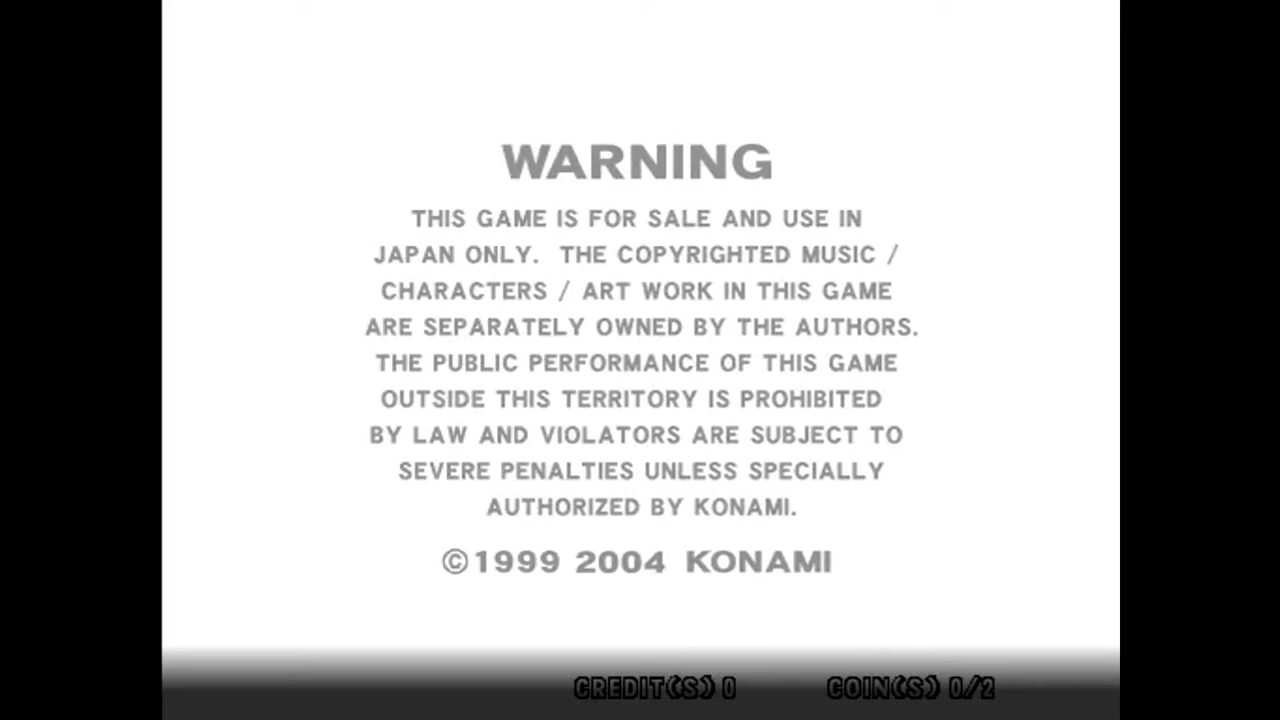 WARNING
THIS GAME IS FOR SALE AND USE IN
JAPAN ONLY.  THE COPYRIGHTED MUSIC /
CHARACTERS / ART WORK IN THIS GAME
ARE SEPARATELY OWNED BY THE AUTHORS.
THE PUBLIC PERFORMANCE OF THIS GAME
OUTSIDE THIS TERRITORY IS PROHIBITED
BY LAW AND VIOLATORS ARE SUBJECT TO
SEVERE PENALTIES UNLESS SPECIALLY
AUTHORIZED BY KONAMI.
©1999 2004 KONAMI
CREDIT(S) 0 COIN(S) 0/2